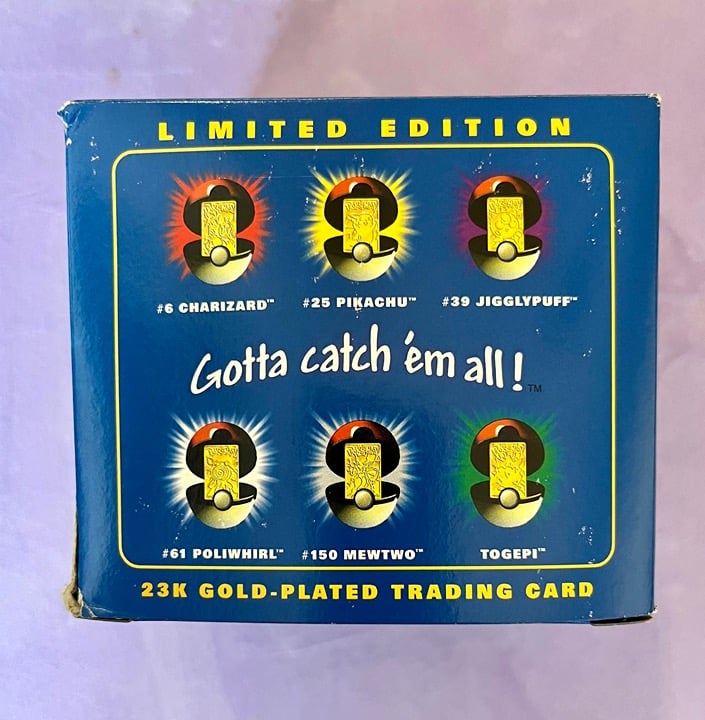 LIMITED EDITION
#6 CHARIZARD™ #25 PIKACHU™ #39 JIGGLYPUFF™
Gotta catch 'em all!™
#61 POLIWHIRL™ #150 MEWTWO™ TOGEPI™
23K GOLD-PLATED TRADING CARD